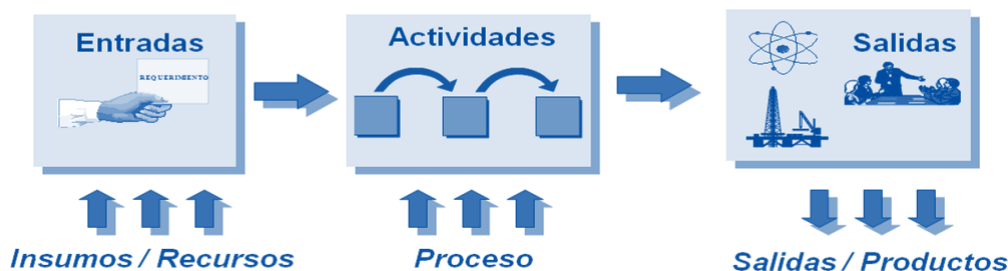 Entradas
REQUERIMIENTO
Actividades
Salidas
Insumos / Recursos
Proceso
Salidas / Productos